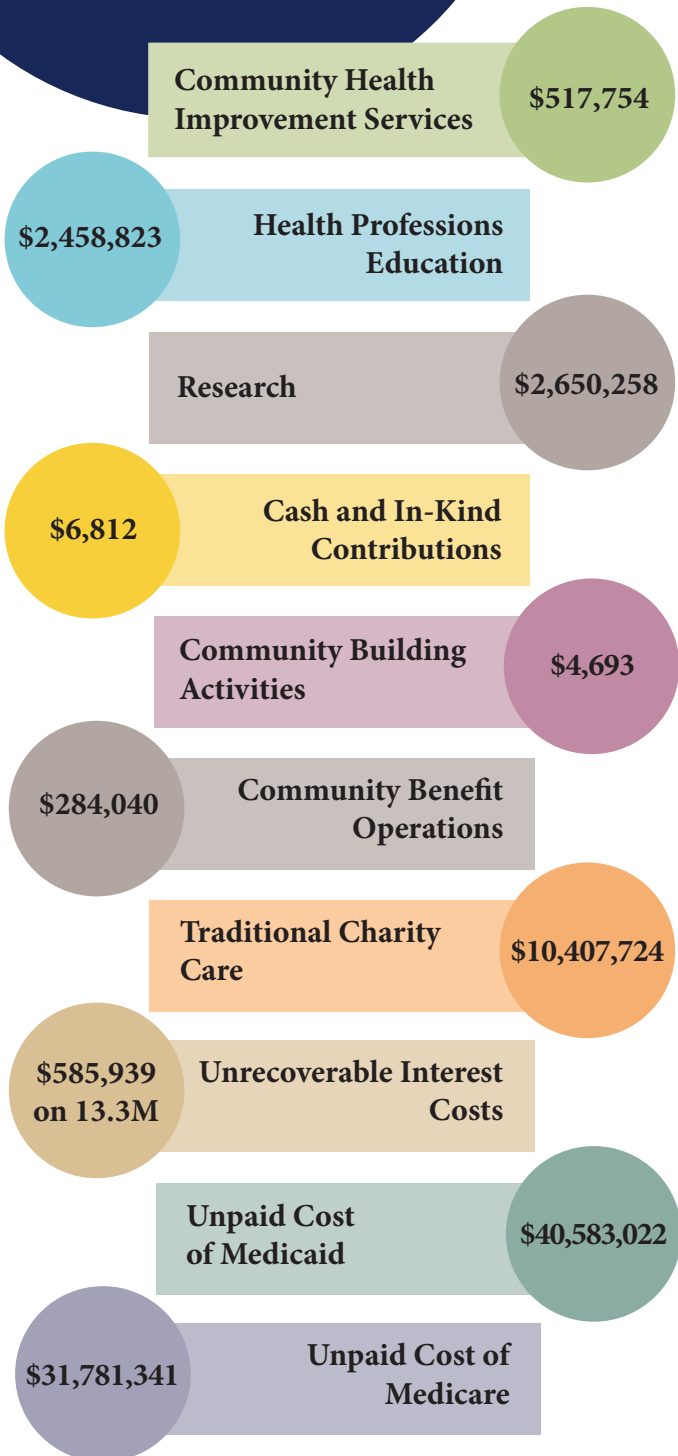 Community Health
Improvement Services
$517,754
$2,458,823
Health Professions
Education
Research
$2,650,258
$6,812
Cash and In-Kind
Contributions
Community Building
Activities
$4,693
$284,040
Community Benefit
Operations
Traditional Charity
Care
$10,407,724
$585,939
on 13.3M
Unrecoverable Interest
Costs
Unpaid Cost
of Medicaid
$40,583,022
$31,781,341
Unpaid Cost of
Medicare